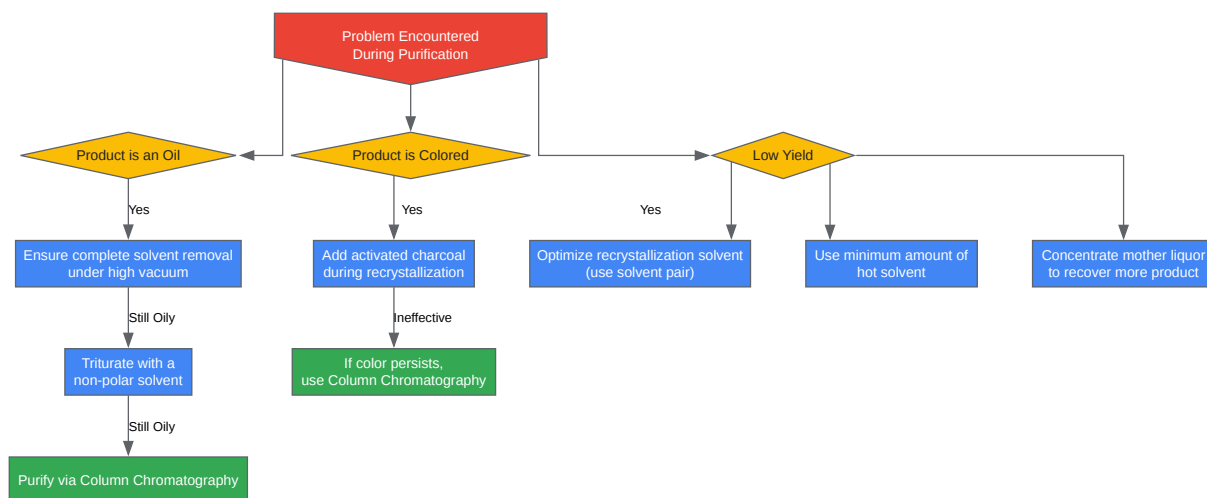 Problem Encountered
During Purification
Product is an Oil
Product is Colored
Low Yield
Yes
Yes
Yes
Ensure complete solvent removal
under high vacuum
Add activated charcoal
during recrystallization
Optimize recrystallization solvent
(use solvent pair)
Use minimum amount of
hot solvent
Concentrate mother liquor
to recover more product
Still Oily
Ineffective
Triturate with a
non-polar solvent
If color persists,
use Column Chromatography
Still Oily
Purify via Column Chromatography